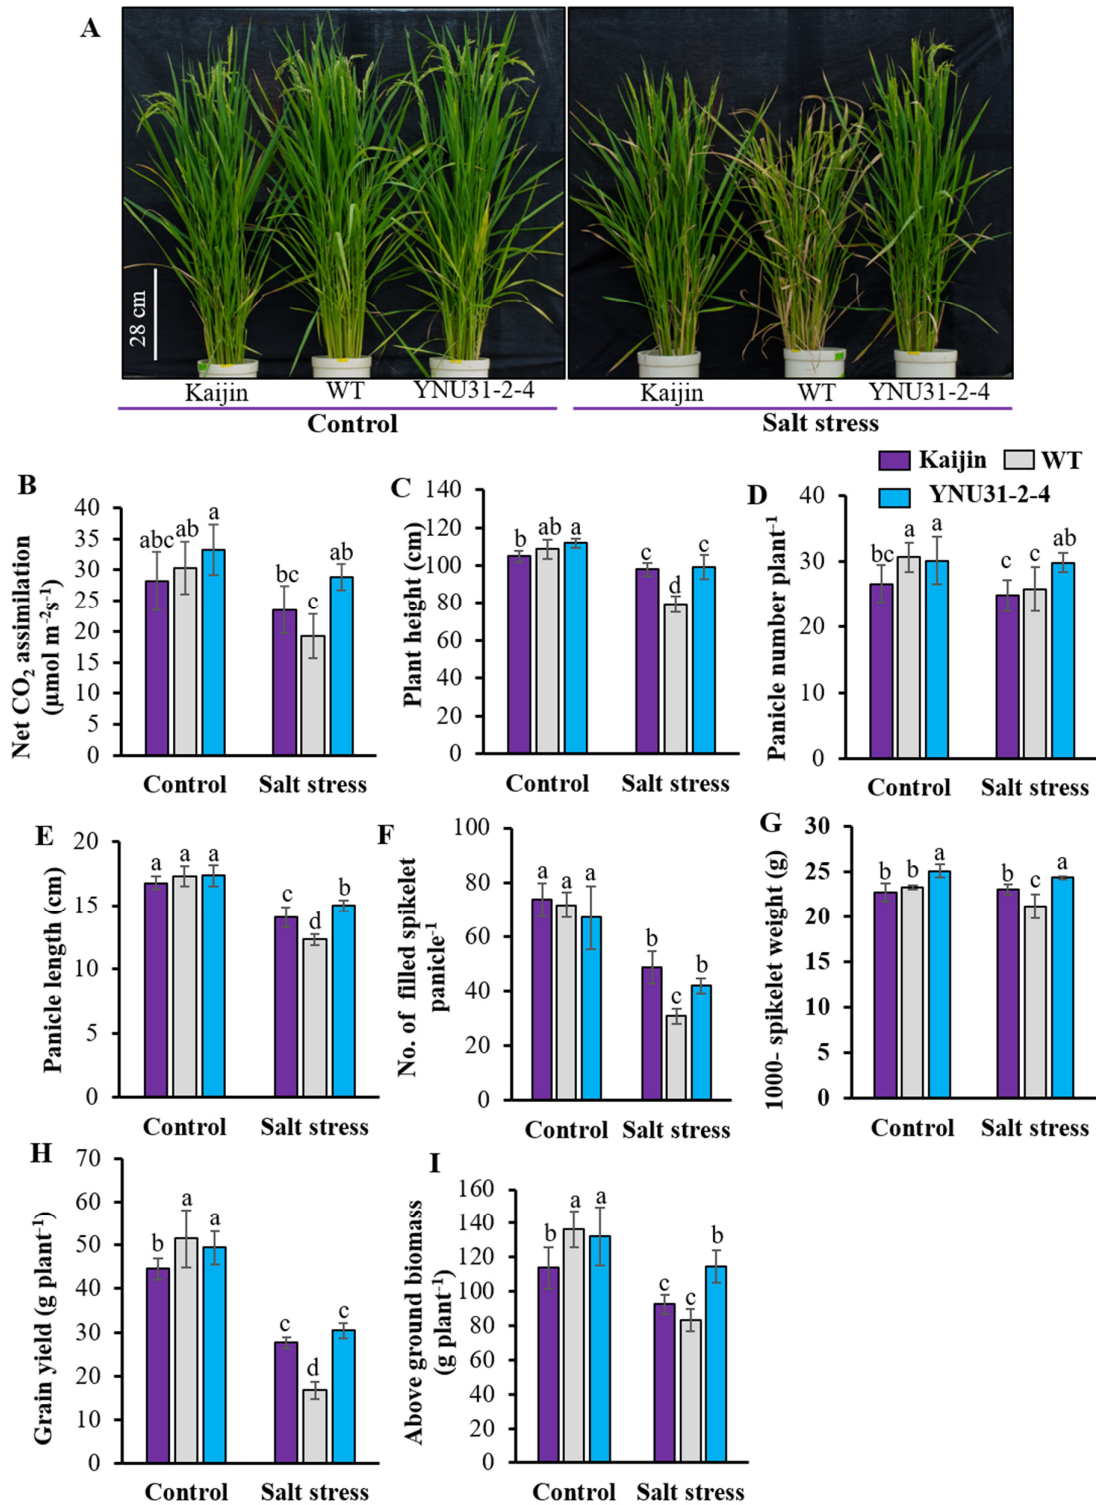 A
28 cm
Kaijin WT YNU31-2-4 Kaijin WT YNU31-2-4
Control Salt stress
Kaijin WT
YNU31-2-4
B
Net CO₂ assimilation
(µmol m⁻²s⁻¹)
40
35
30
25
20
15
10
5
0
abc ab a bc c ab
Control Salt stress
C
Plant height (cm)
140
120
100
80
60
40
20
0
b ab a c d c
Control Salt stress
D
Panicle number plant⁻¹
40
30
20
10
0
bc a a c c ab
Control Salt stress
E
Panicle length (cm)
20
15
10
5
0
a a a c d b
Control Salt stress
F
No. of filled spikelet
panicle⁻¹
100
80
60
40
20
0
a a a b c b
Control Salt stress
G
1000- spikelet weight (g)
30
25
20
15
10
5
0
b b a b c a
Control Salt stress
H
Grain yield (g plant⁻¹)
70
60
50
40
30
20
10
0
b a a c d c
Control Salt stress
I
Above ground biomass
(g plant⁻¹)
160
140
120
100
80
60
40
20
0
b a a c c b
Control Salt stress